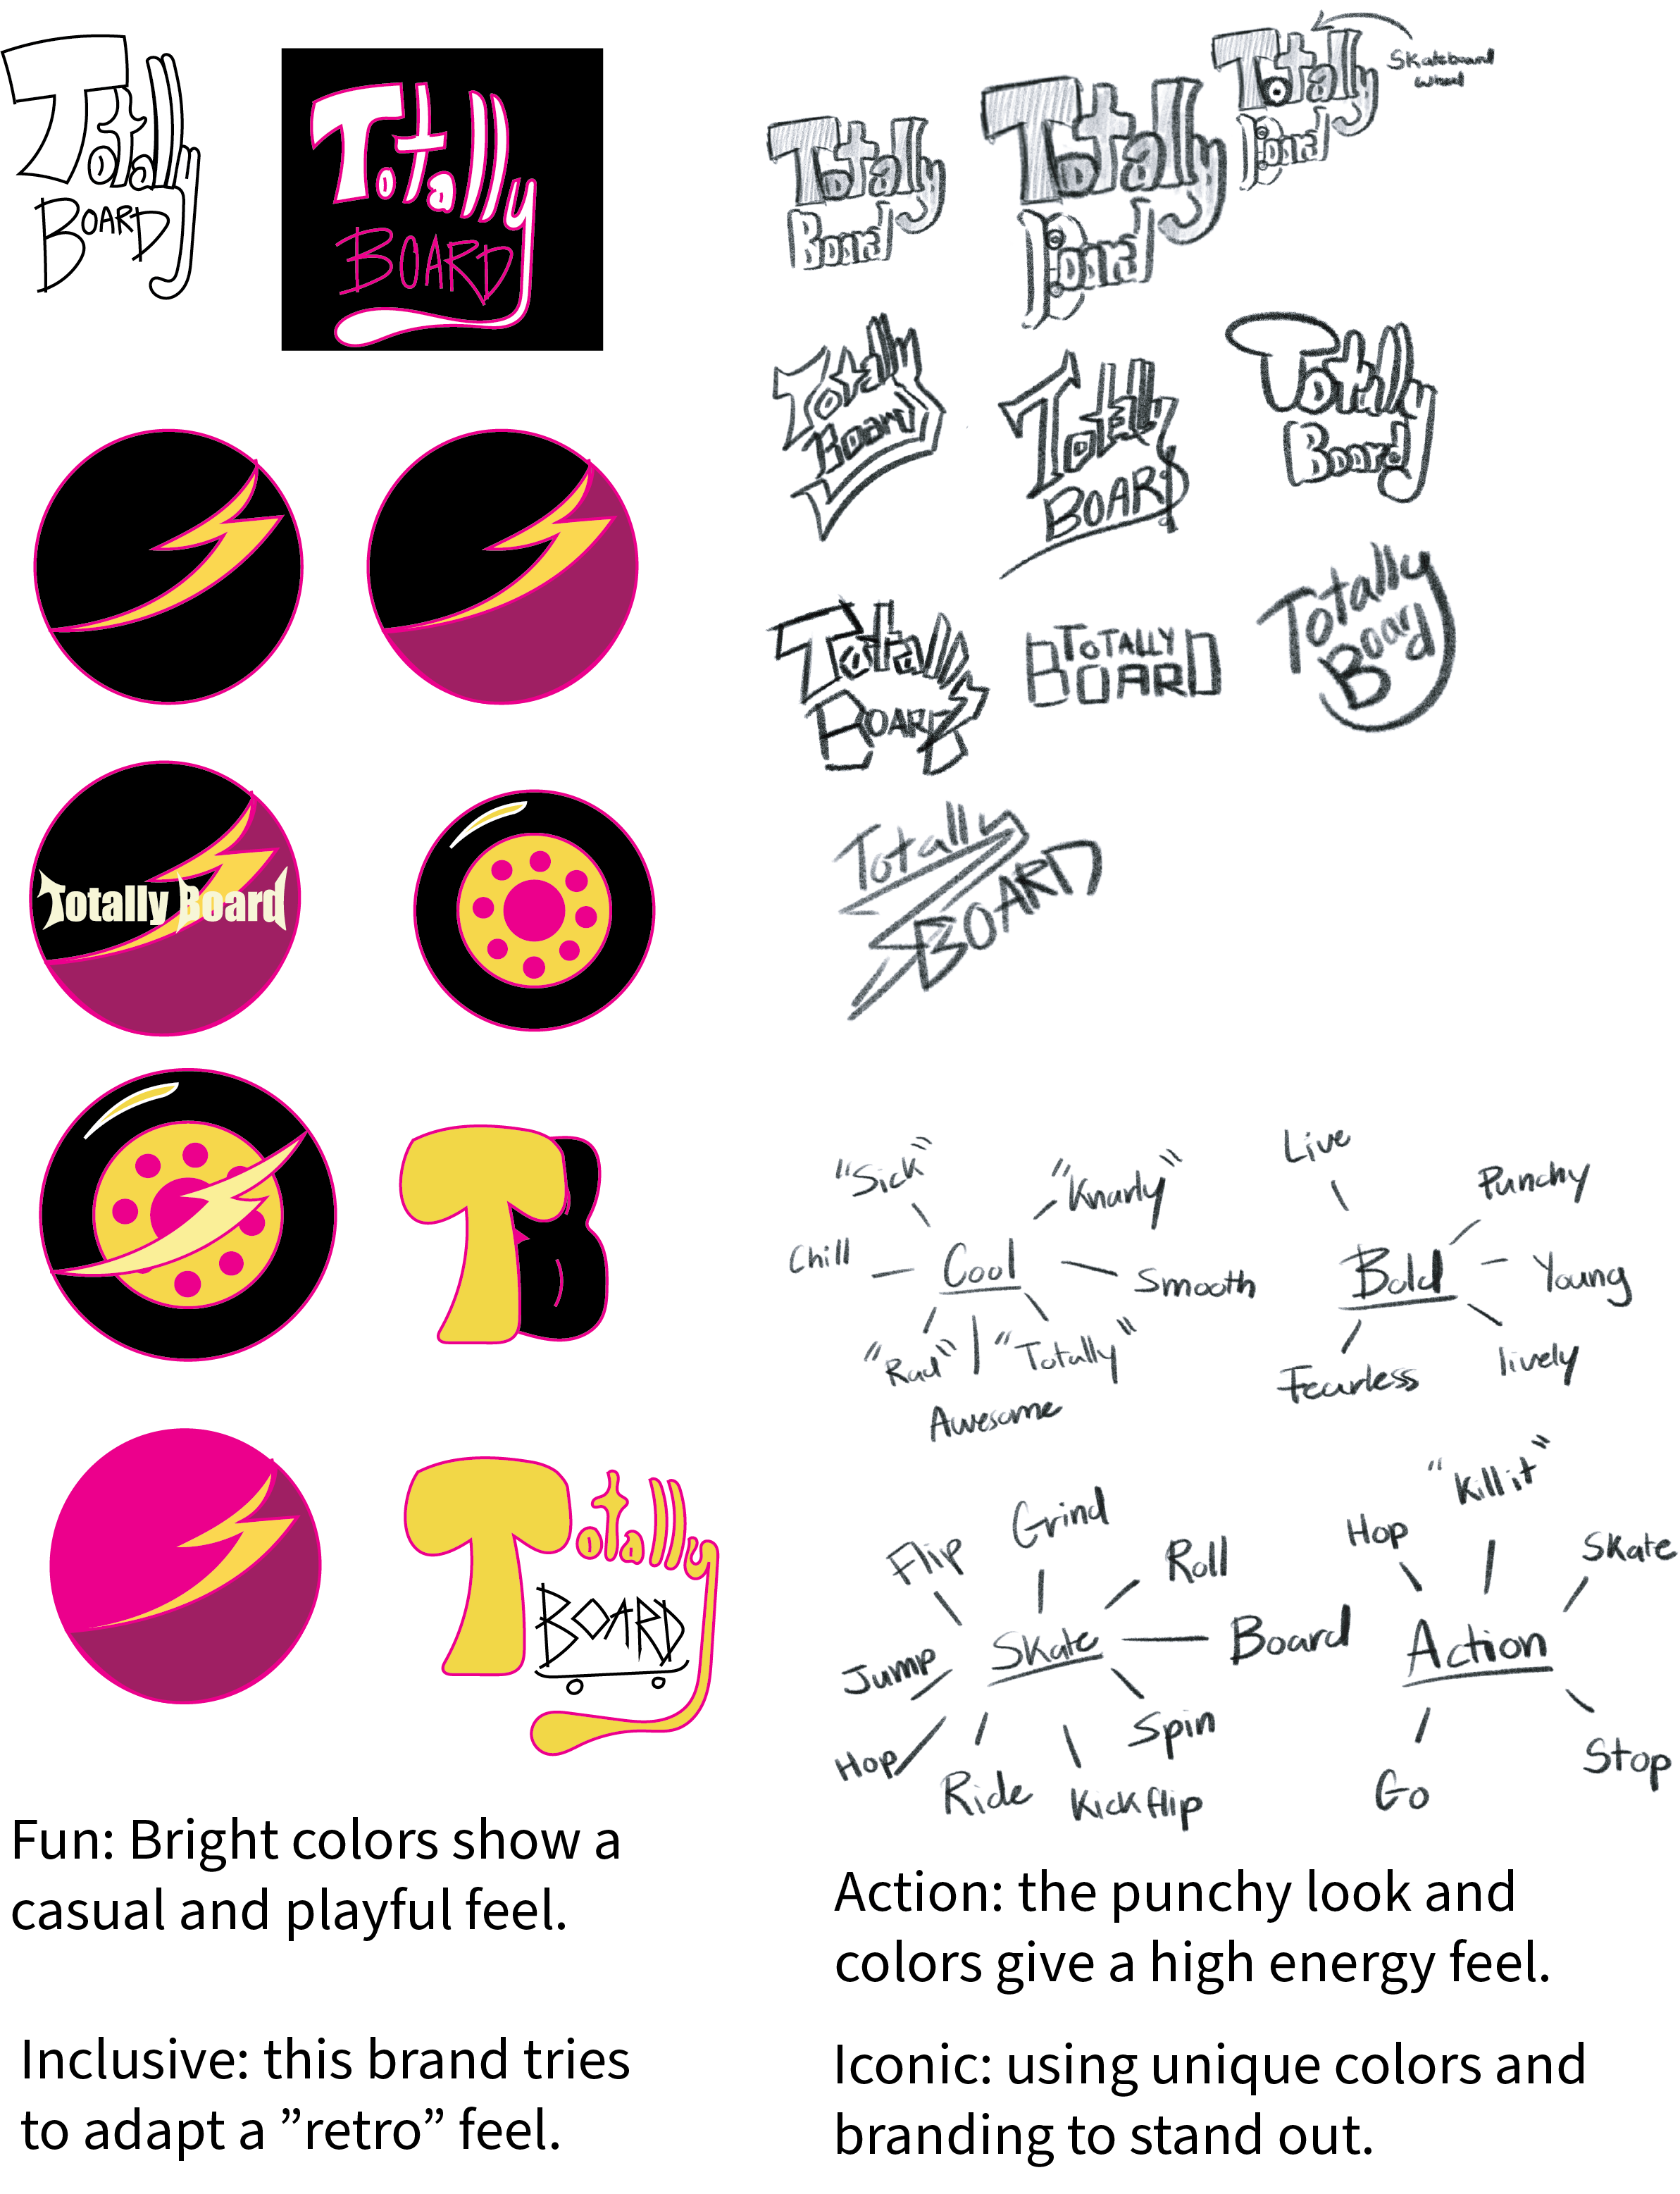 Totally
BOARD
Totally
BOARD
Totally Board
TB
Totally
BOARD
Fun: Bright colors show a
casual and playful feel.
Inclusive: this brand tries
to adapt a ”retro” feel.
Totally
Board
Totally
Board
Totally
Board
Skateboard
wheel
Totally
Board
Totally
BOARD
Totally
Board
Totally
BOARD
TOTALLY
BOARD
Totally
Board
Totally
BOARD
"Sick"
"Knarly"
Chill
Cool
Smooth
"Rad"
"Totally"
Awesome
Live
Punchy
Bold
Young
Fearless
lively
Flip
Grind
Roll
Jump
Skate
Board
Hop
Ride
Kickflip
Spin
Hop
"Kill it"
Skate
Action
Go
Stop
Action: the punchy look and
colors give a high energy feel.
Iconic: using unique colors and
branding to stand out.